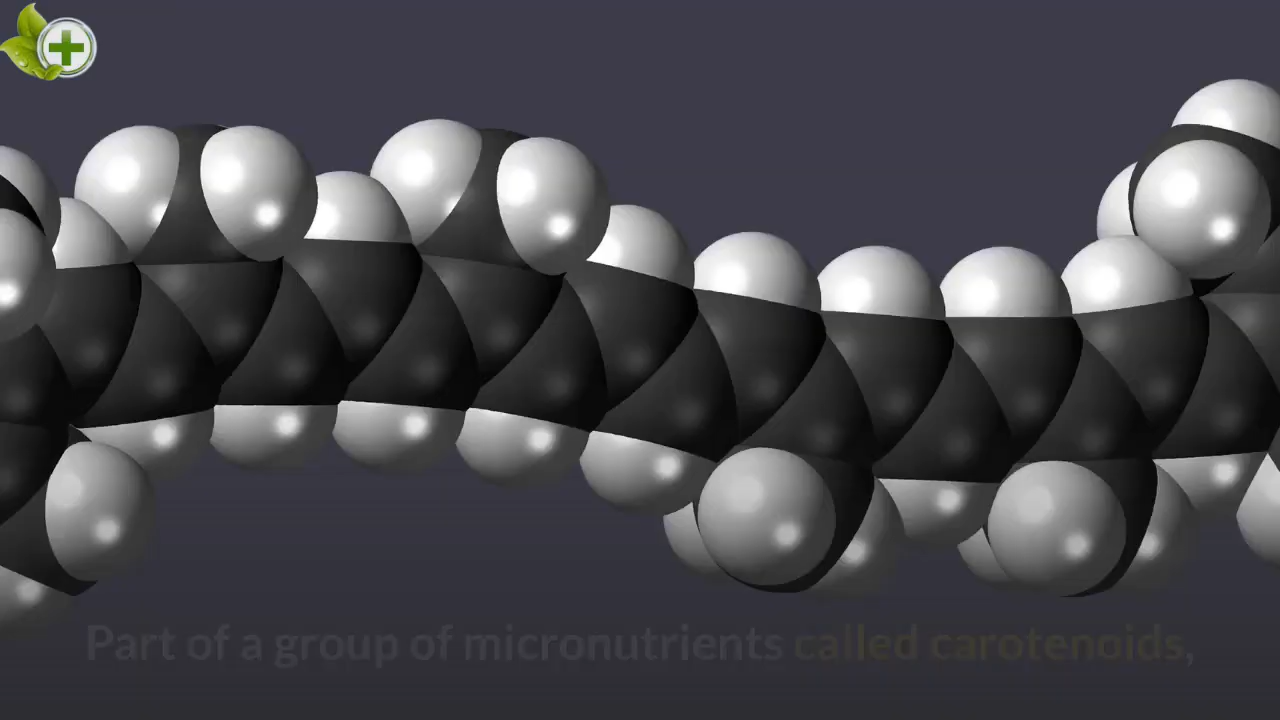 Part of a group of micronutrients called carotenoids,